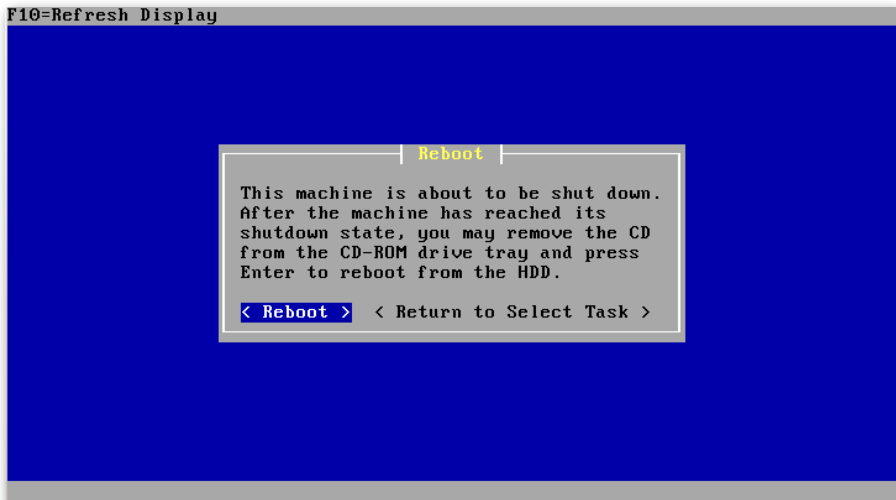 F10=Refresh Display
Reboot
This machine is about to be shut down.
After the machine has reached its
shutdown state, you may remove the CD
from the CD-ROM drive tray and press
Enter to reboot from the HDD.
< Reboot > < Return to Select Task >